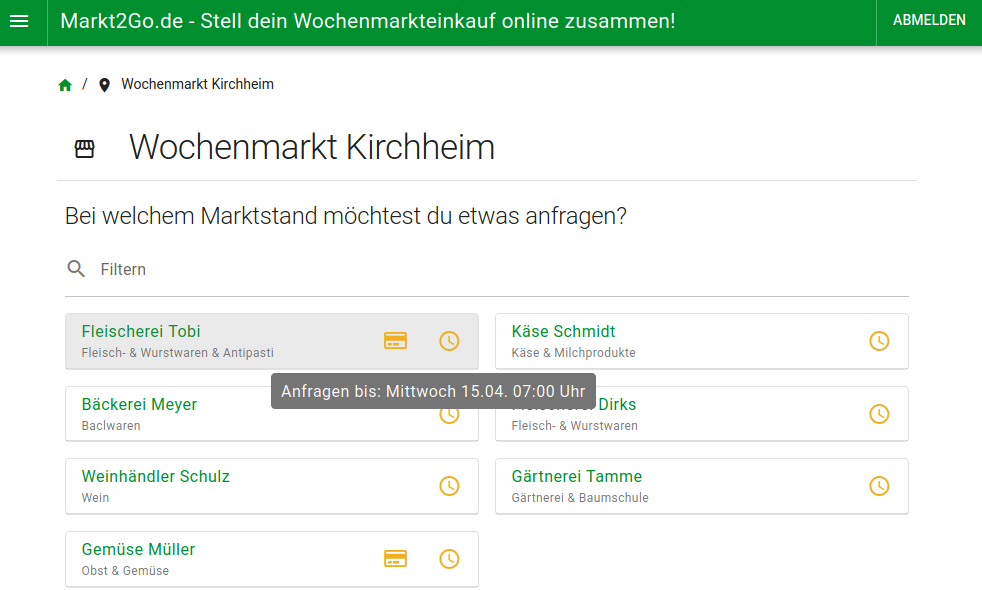 Markt2Go.de - Stell dein Wochenmarkteinkauf online zusammen!
ABMELDEN
/ Wochenmarkt Kirchheim
Wochenmarkt Kirchheim
Bei welchem Marktstand möchtest du etwas anfragen?
Filtern
Fleischerei Tobi
Fleisch- & Wurstwaren & Antipasti
Käse Schmidt
Käse & Milchprodukte
Anfragen bis: Mittwoch 15.04. 07:00 Uhr
Bäckerei Meyer
Baclwaren
Dirks
Fleisch- & Wurstwaren
Weinhändler Schulz
Wein
Gärtnerei Tamme
Gärtnerei & Baumschule
Gemüse Müller
Obst & Gemüse